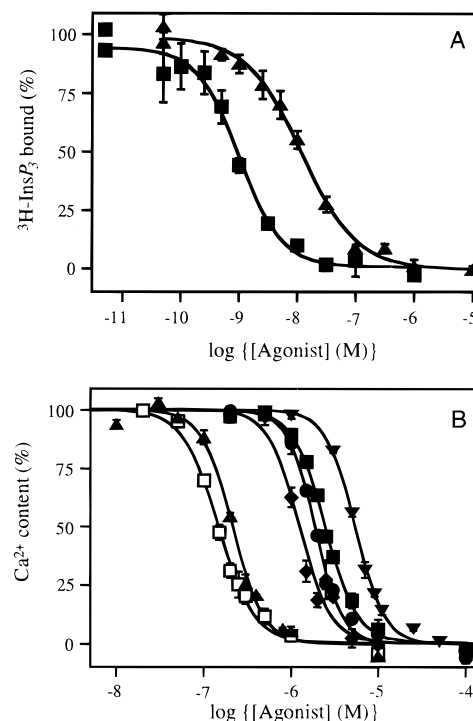 A
100
75
50
25
0
³H-InsP₃ bound (%)
-11 -10 -9 -8 -7 -6 -5
log {[Agonist] (M)}
B
100
75
50
25
0
Ca²⁺ content (%)
-8 -7 -6 -5 -4
log {[Agonist] (M)}